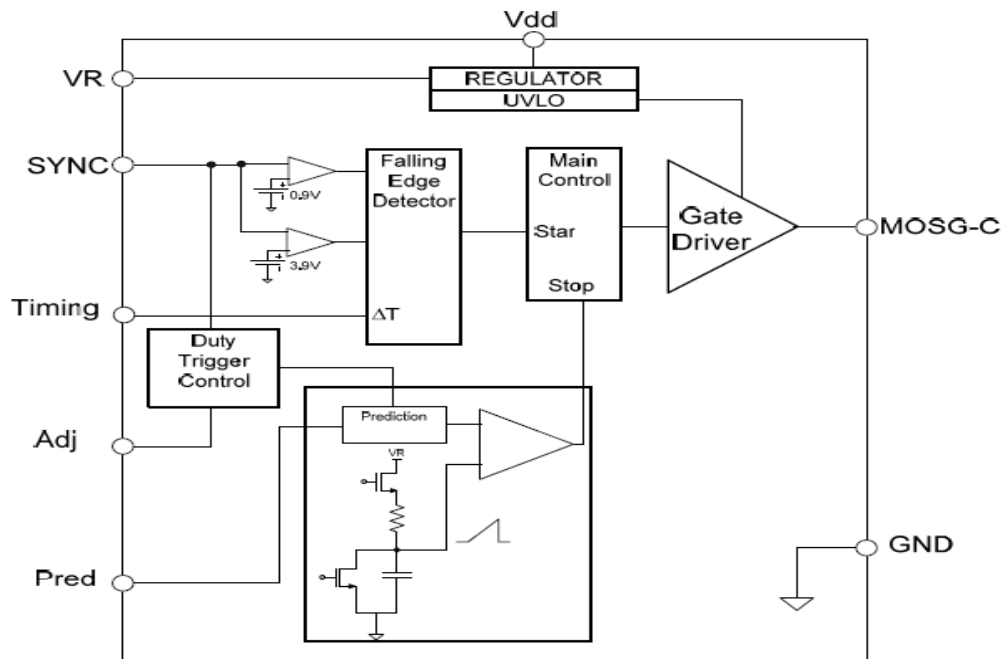 Vdd
VR
REGULATOR
UVLO
SYNC
0.9V
3.9V
Falling
Edge
Detector
ΔT
Main
Control
Star
Stop
Gate
Driver
MOSG-C
Timing
Duty
Trigger
Control
Adj
Prediction
VR
Pred
GND